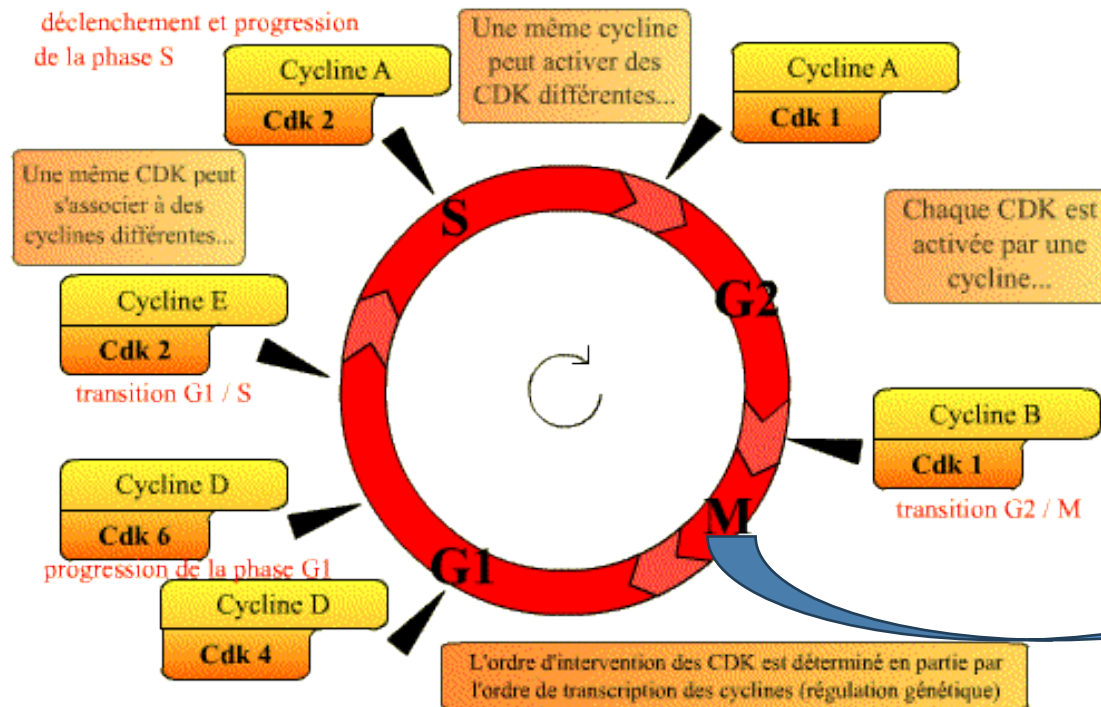 déclenchement et progression
de la phase S
Cycline A
Cdk 2
Une même cycline
peut activer des
CDK différentes...
Cycline A
Cdk 1
Une même CDK peut
s'associer à des
cyclines différentes...
Chaque CDK est
activée par une
cycline...
S
G2
M
G1
Cycline E
Cdk 2
transition G1 / S
Cycline B
Cdk 1
transition G2 / M
Cycline D
Cdk 6
progression de la phase G1
Cycline D
Cdk 4
L'ordre d'intervention des CDK est déterminé en partie par
l'ordre de transcription des cyclines (régulation génétique)